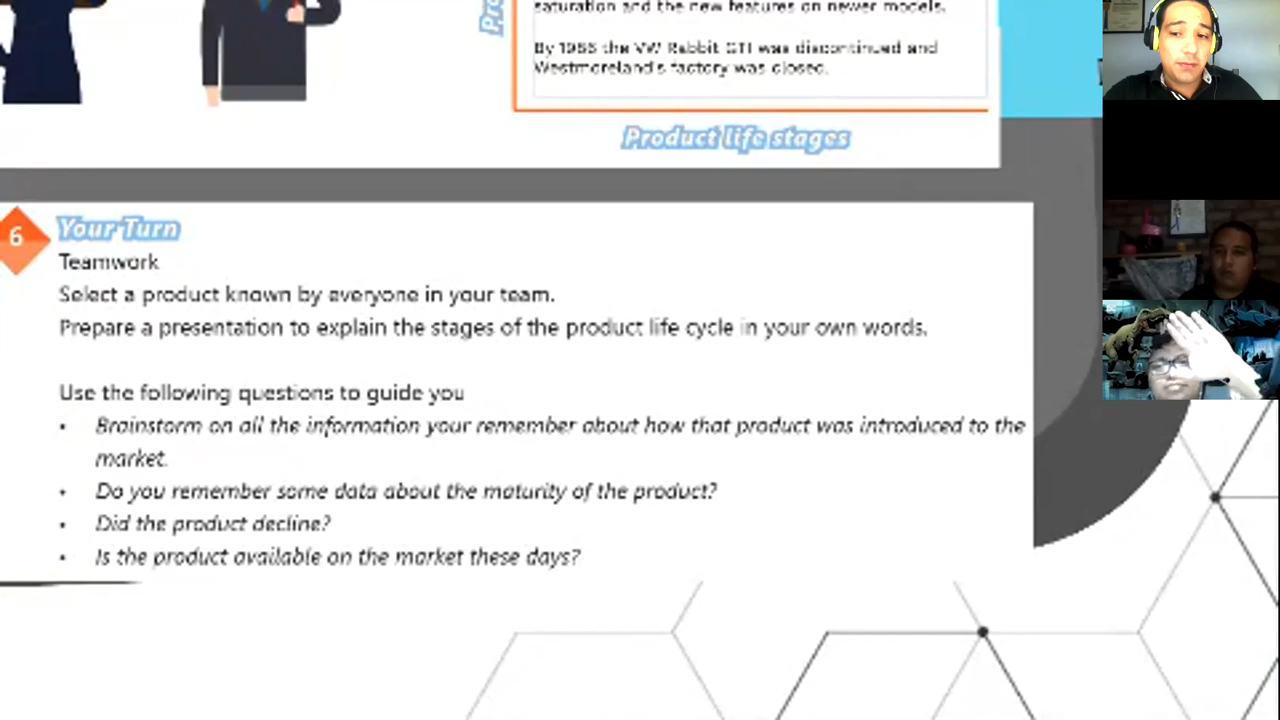 saturation and the new features on newer models.
By 1986 the VW Rabbit GTI was discontinued and
Westmoreland's factory was closed.
Product life stages
6
Your Turn
Teamwork
Select a product known by everyone in your team.
Prepare a presentation to explain the stages of the product life cycle in your own words.
Use the following questions to guide you
• Brainstorm on all the information your remember about how that product was introduced to the
market.
• Do you remember some data about the maturity of the product?
• Did the product decline?
• Is the product available on the market these days?